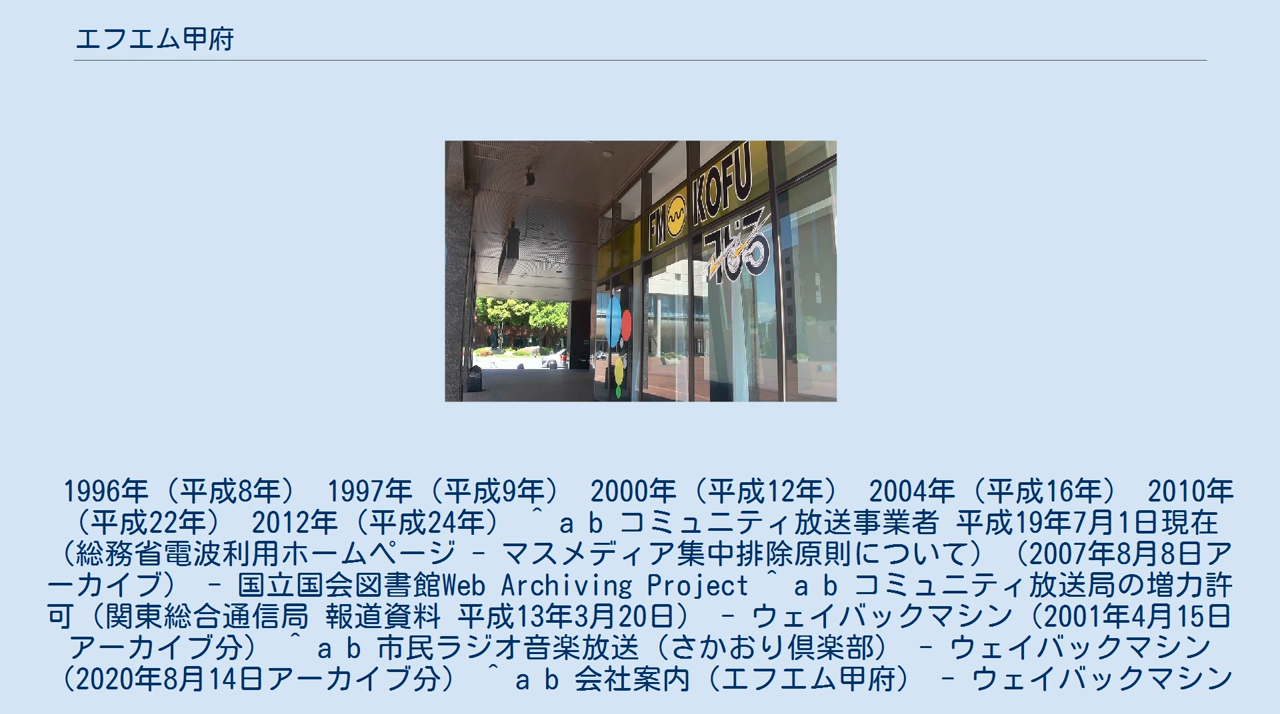 エフエム甲府
FM KOFU
1996年（平成8年） 1997年（平成9年） 2000年（平成12年） 2004年（平成16年） 2010年
（平成22年） 2012年（平成24年） ^ a b コミュニティ放送事業者 平成19年7月1日現在
（総務省電波利用ホームページ - マスメディア集中排除原則について） （2007年8月8日ア
ーカイブ） - 国立国会図書館Web Archiving Project ^ a b コミュニティ放送局の増力許
可（関東総合通信局 報道資料 平成13年3月20日） - ウェイバックマシン（2001年4月15日
アーカイブ分） ^ a b 市民ラジオ音楽放送（さかおり倶楽部） - ウェイバックマシン
（2020年8月14日アーカイブ分） ^ a b 会社案内（エフエム甲府） - ウェイバックマシン